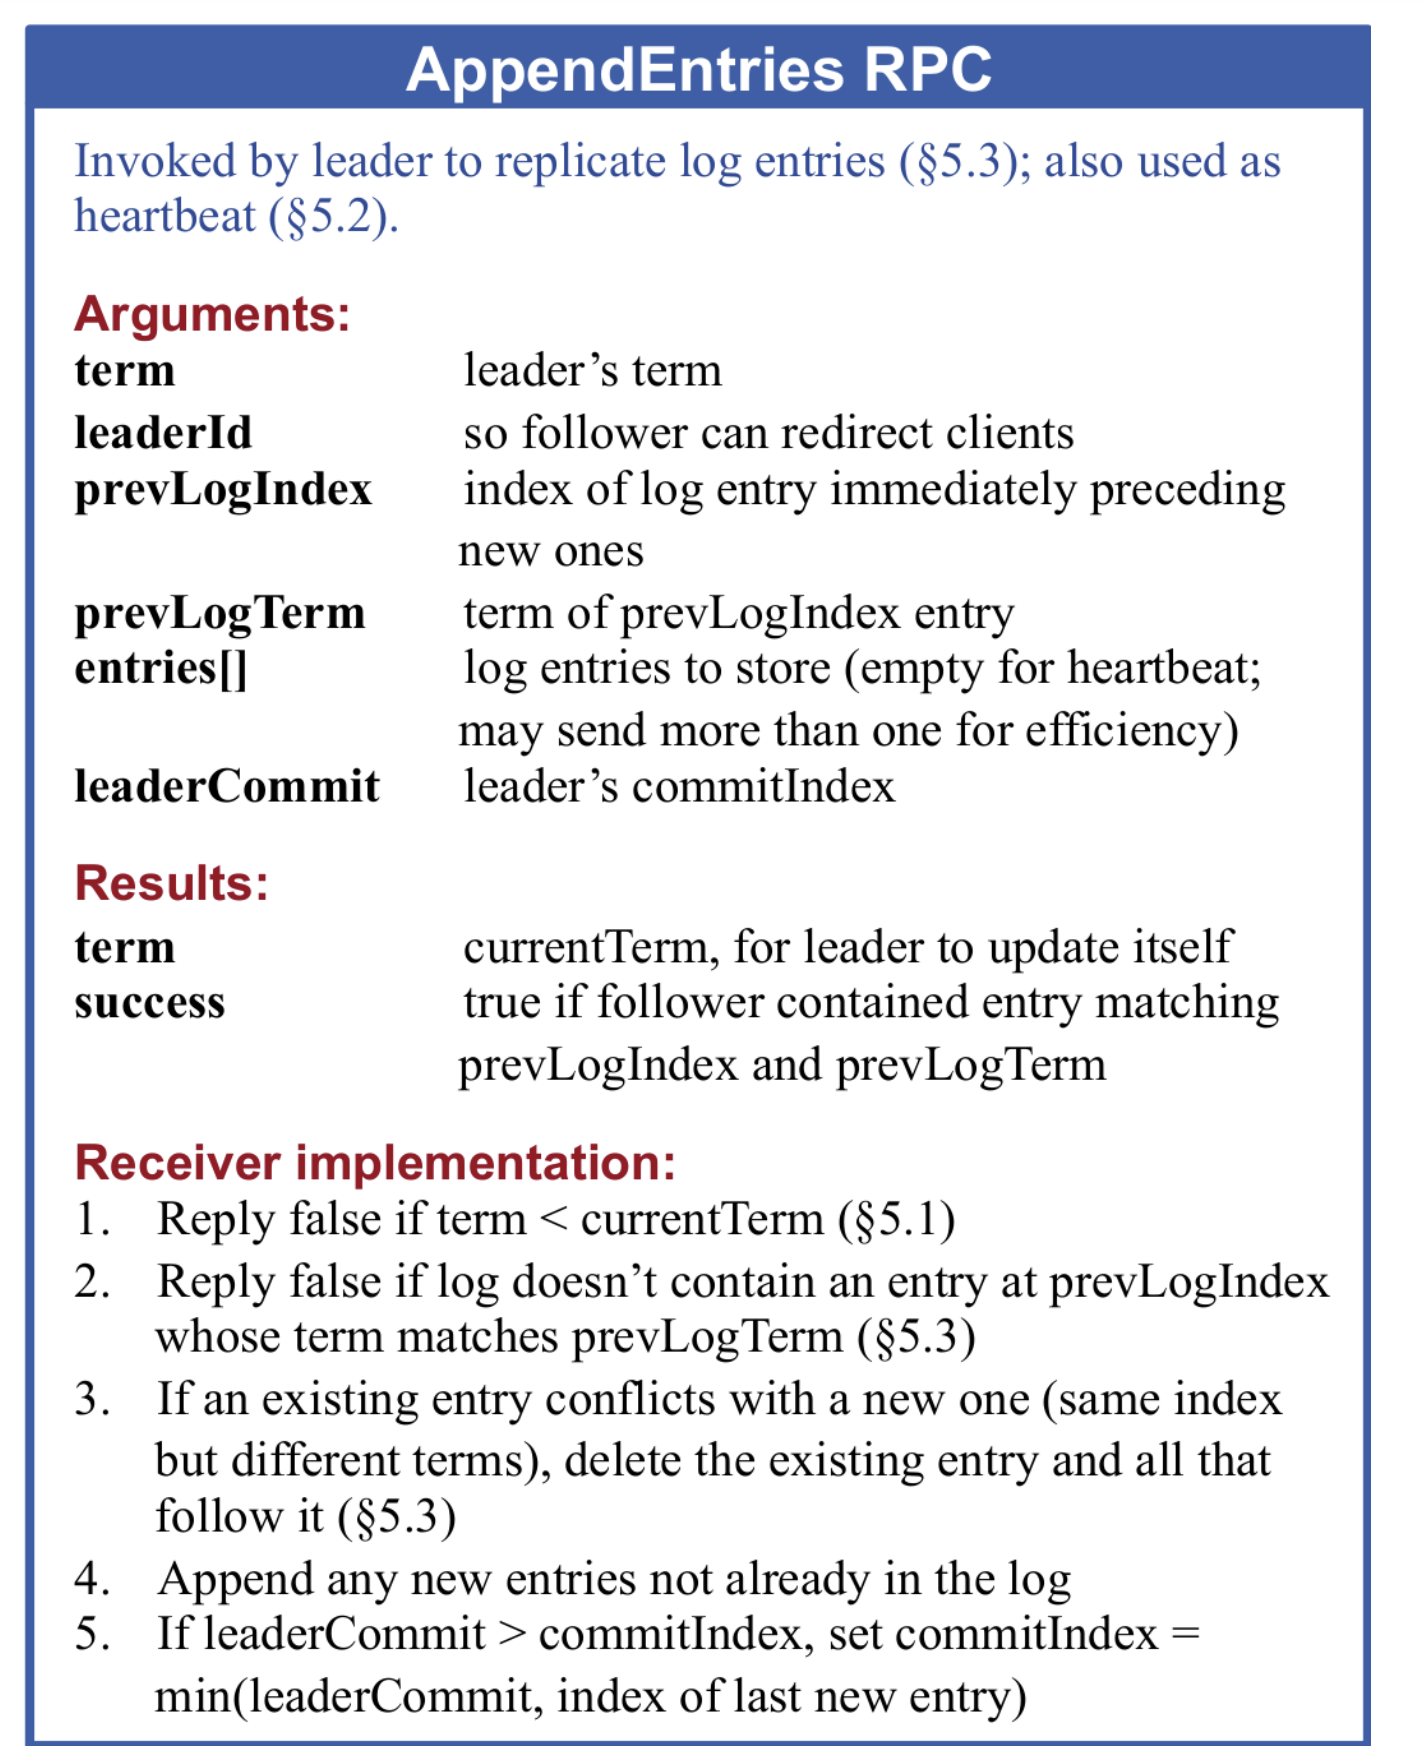 AppendEntries RPC
Invoked by leader to replicate log entries (§5.3); also used as
heartbeat (§5.2).
Arguments:
term leader’s term
leaderId so follower can redirect clients
prevLogIndex index of log entry immediately preceding
new ones
prevLogTerm term of prevLogIndex entry
entries[] log entries to store (empty for heartbeat;
may send more than one for efficiency)
leaderCommit leader’s commitIndex
Results:
term currentTerm, for leader to update itself
success true if follower contained entry matching
prevLogIndex and prevLogTerm
Receiver implementation:
1. Reply false if term < currentTerm (§5.1)
2. Reply false if log doesn’t contain an entry at prevLogIndex
whose term matches prevLogTerm (§5.3)
3. If an existing entry conflicts with a new one (same index
but different terms), delete the existing entry and all that
follow it (§5.3)
4. Append any new entries not already in the log
5. If leaderCommit > commitIndex, set commitIndex =
min(leaderCommit, index of last new entry)